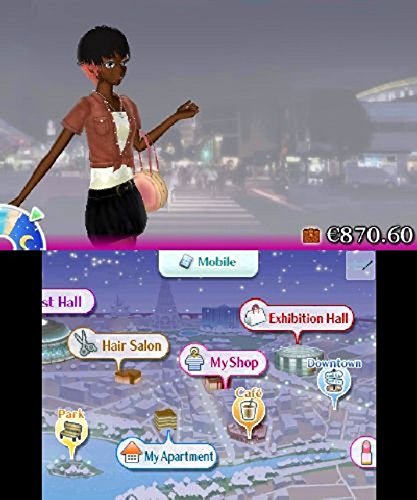 €870.60
Mobile
st Hall
Exhibition Hall
Hair Salon
MyShop
Downtown
Café
Park
My Apartment